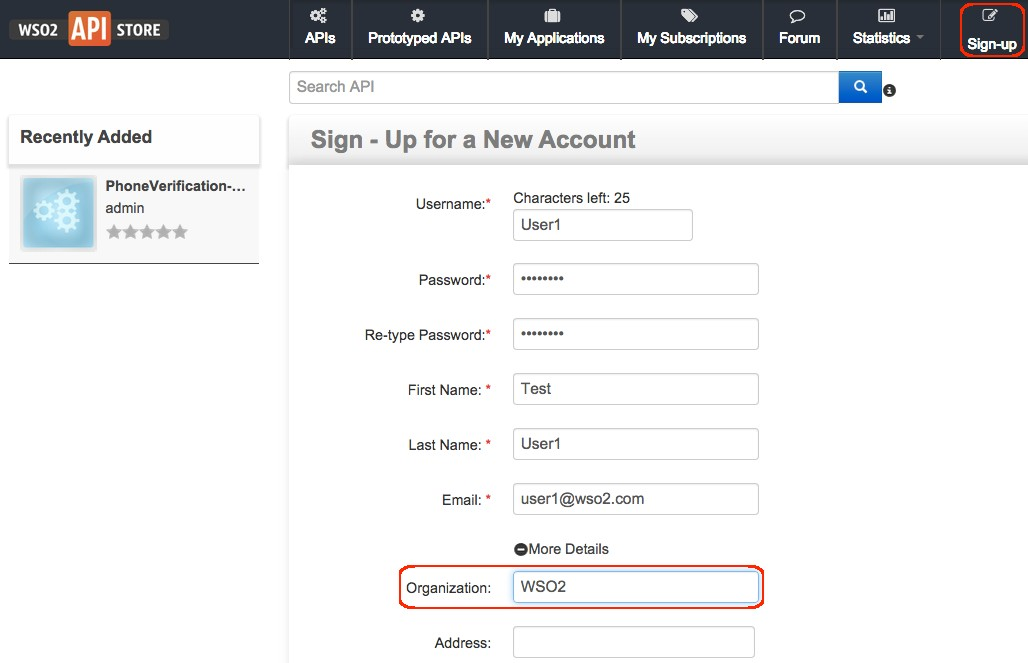 WSO2 API STORE
APIs
Prototyped APIs
My Applications
My Subscriptions
Forum
Statistics
Sign-up
Search API
Recently Added
PhoneVerification-...
admin
Sign - Up for a New Account
Username:*
Characters left: 25
User1
Password:*
••••••••
Re-type Password:*
••••••••
First Name: *
Test
Last Name: *
User1
Email: *
user1@wso2.com
More Details
Organization:
WSO2
Address: